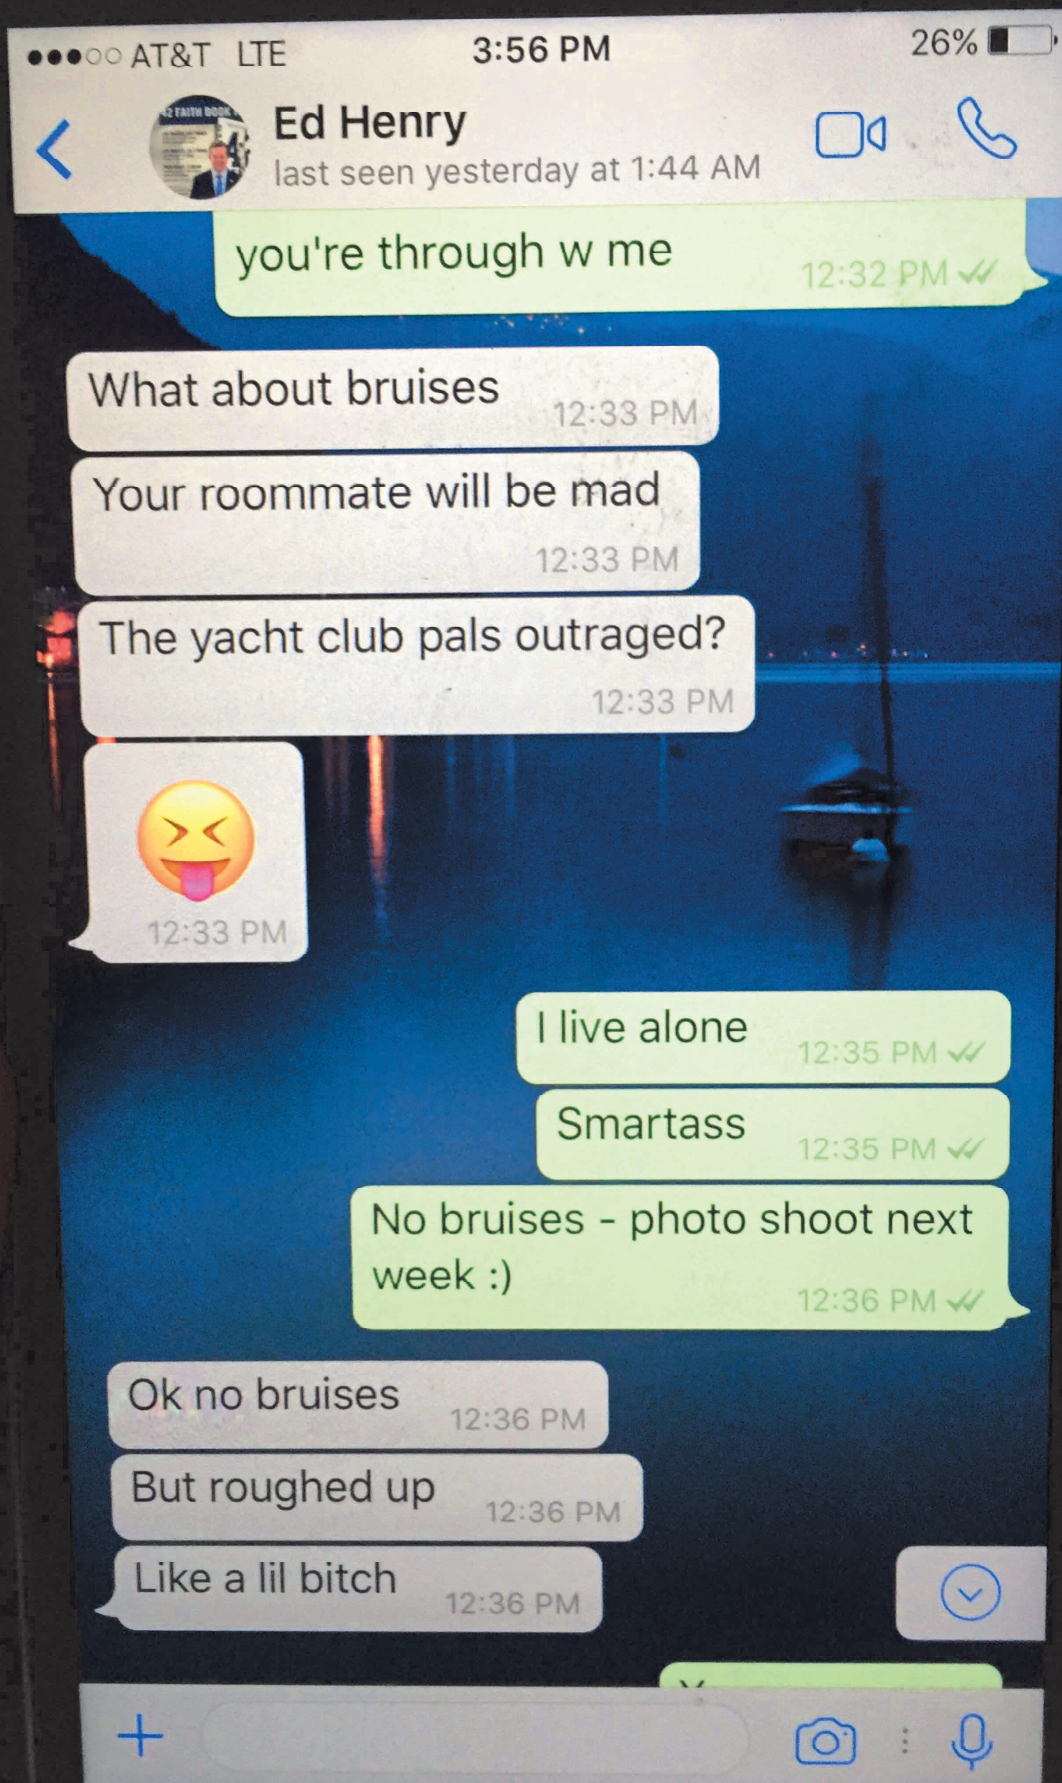 AT&T LTE 3:56 PM 26%
Ed Henry
last seen yesterday at 1:44 AM
you're through w me
12:32 PM
What about bruises
12:33 PM
Your roommate will be mad
12:33 PM
The yacht club pals outraged?
12:33 PM
12:33 PM
I live alone
12:35 PM
Smartass
12:35 PM
No bruises - photo shoot next
week :)
12:36 PM
Ok no bruises
12:36 PM
But roughed up
12:36 PM
Like a lil bitch
12:36 PM